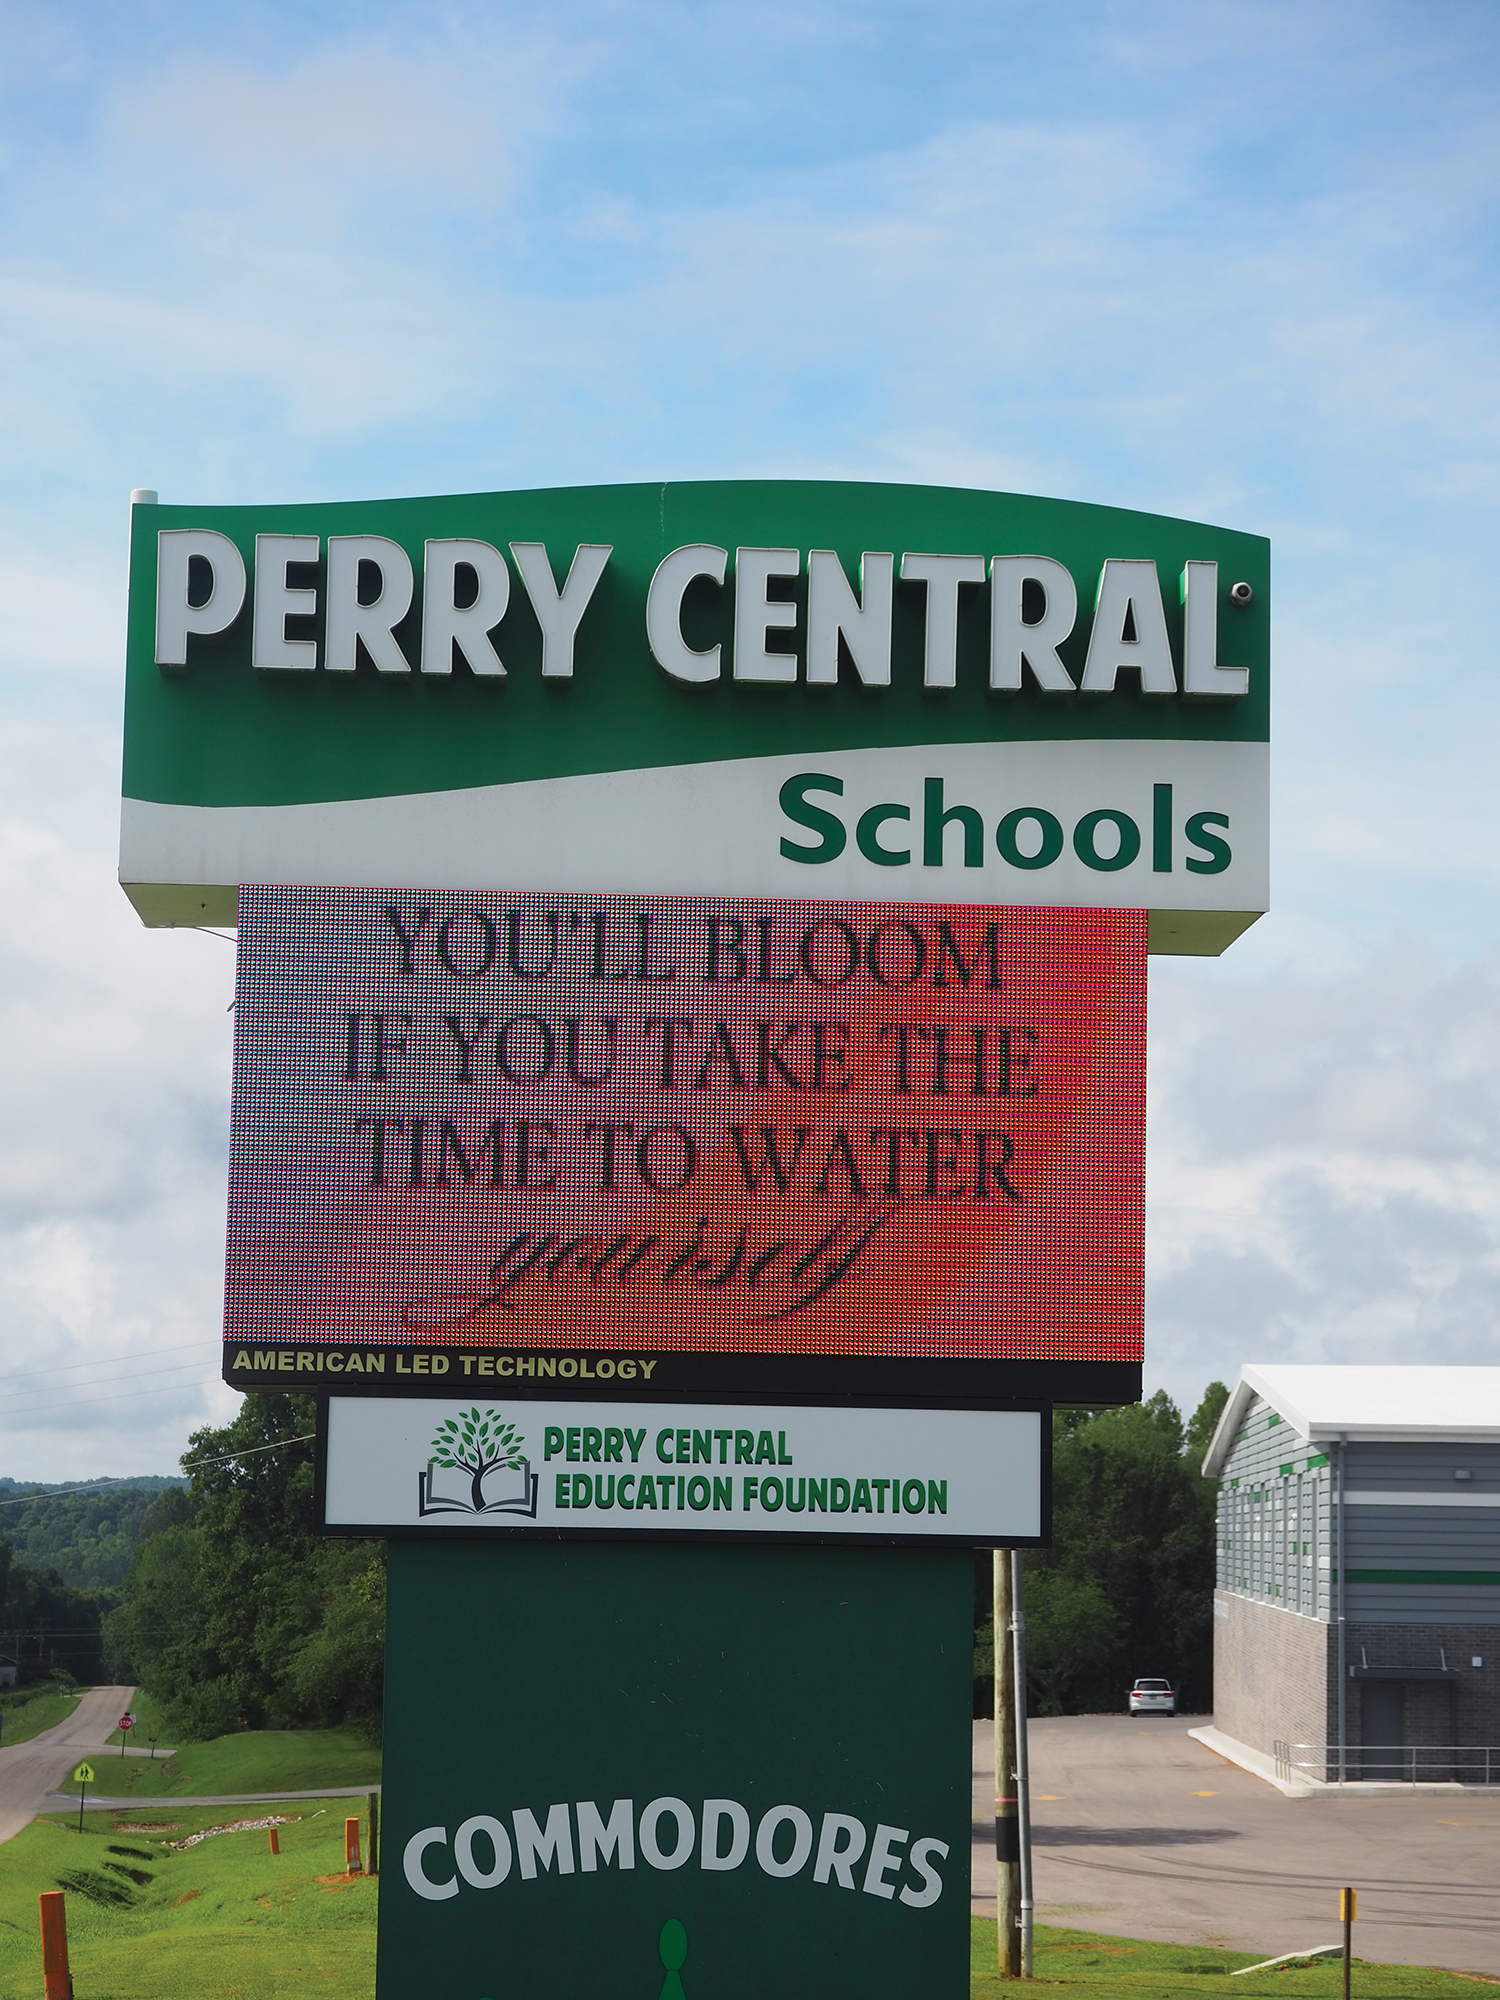 PERRY CENTRAL
Schools
YOU'LL BLOOM
IF YOU TAKE THE
TIME TO WATER
yourself
AMERICAN LED TECHNOLOGY
PERRY CENTRAL
EDUCATION FOUNDATION
STOP
COMMODORES